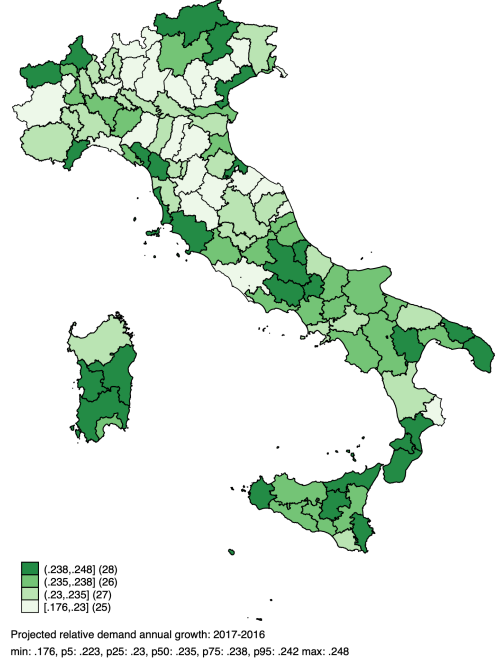 (.238,.248] (28)
(.235,.238] (26)
(.23,.235] (27)
[.176,.23] (25)
Projected relative demand annual growth: 2017-2016
min: .176, p5: .223, p25: .23, p50: .235, p75: .238, p95: .242 max: .248